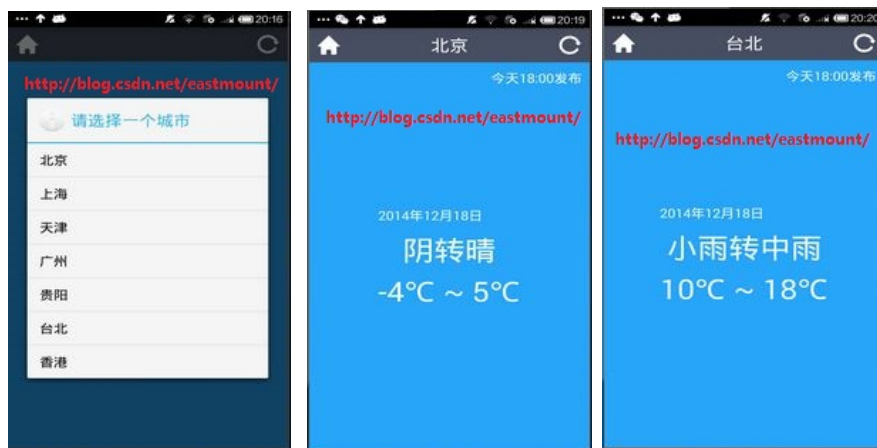 20:16
http://blog.csdn.net/eastmount/
请选择一个城市
北京
上海
天津
广州
贵阳
台北
香港
20:19
北京
今天18:00发布
http://blog.csdn.net/eastmount/
2014年12月18日
阴转晴
-4°C ~ 5°C
20:20
台北
今天18:00发布
http://blog.csdn.net/eastmount/
2014年12月18日
小雨转中雨
10°C ~ 18°C